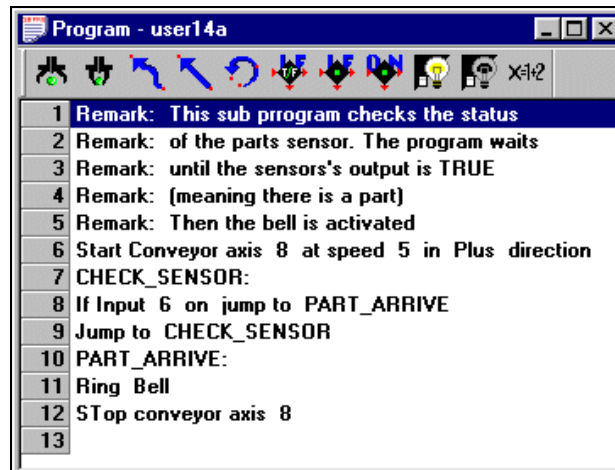 Program - user14a
I F T/F I F O N X=1+2
1 Remark: This sub prrogram checks the status
2 Remark: of the parts sensor. The program waits
3 Remark: until the sensors's output is TRUE
4 Remark: (meaning there is a part)
5 Remark: Then the bell is activated
6 Start Conveyor axis 8 at speed 5 in Plus direction
7 CHECK_SENSOR:
8 If Input 6 on jump to PART_ARRIVE
9 Jump to CHECK_SENSOR
10 PART_ARRIVE:
11 Ring Bell
12 STop conveyor axis 8
13